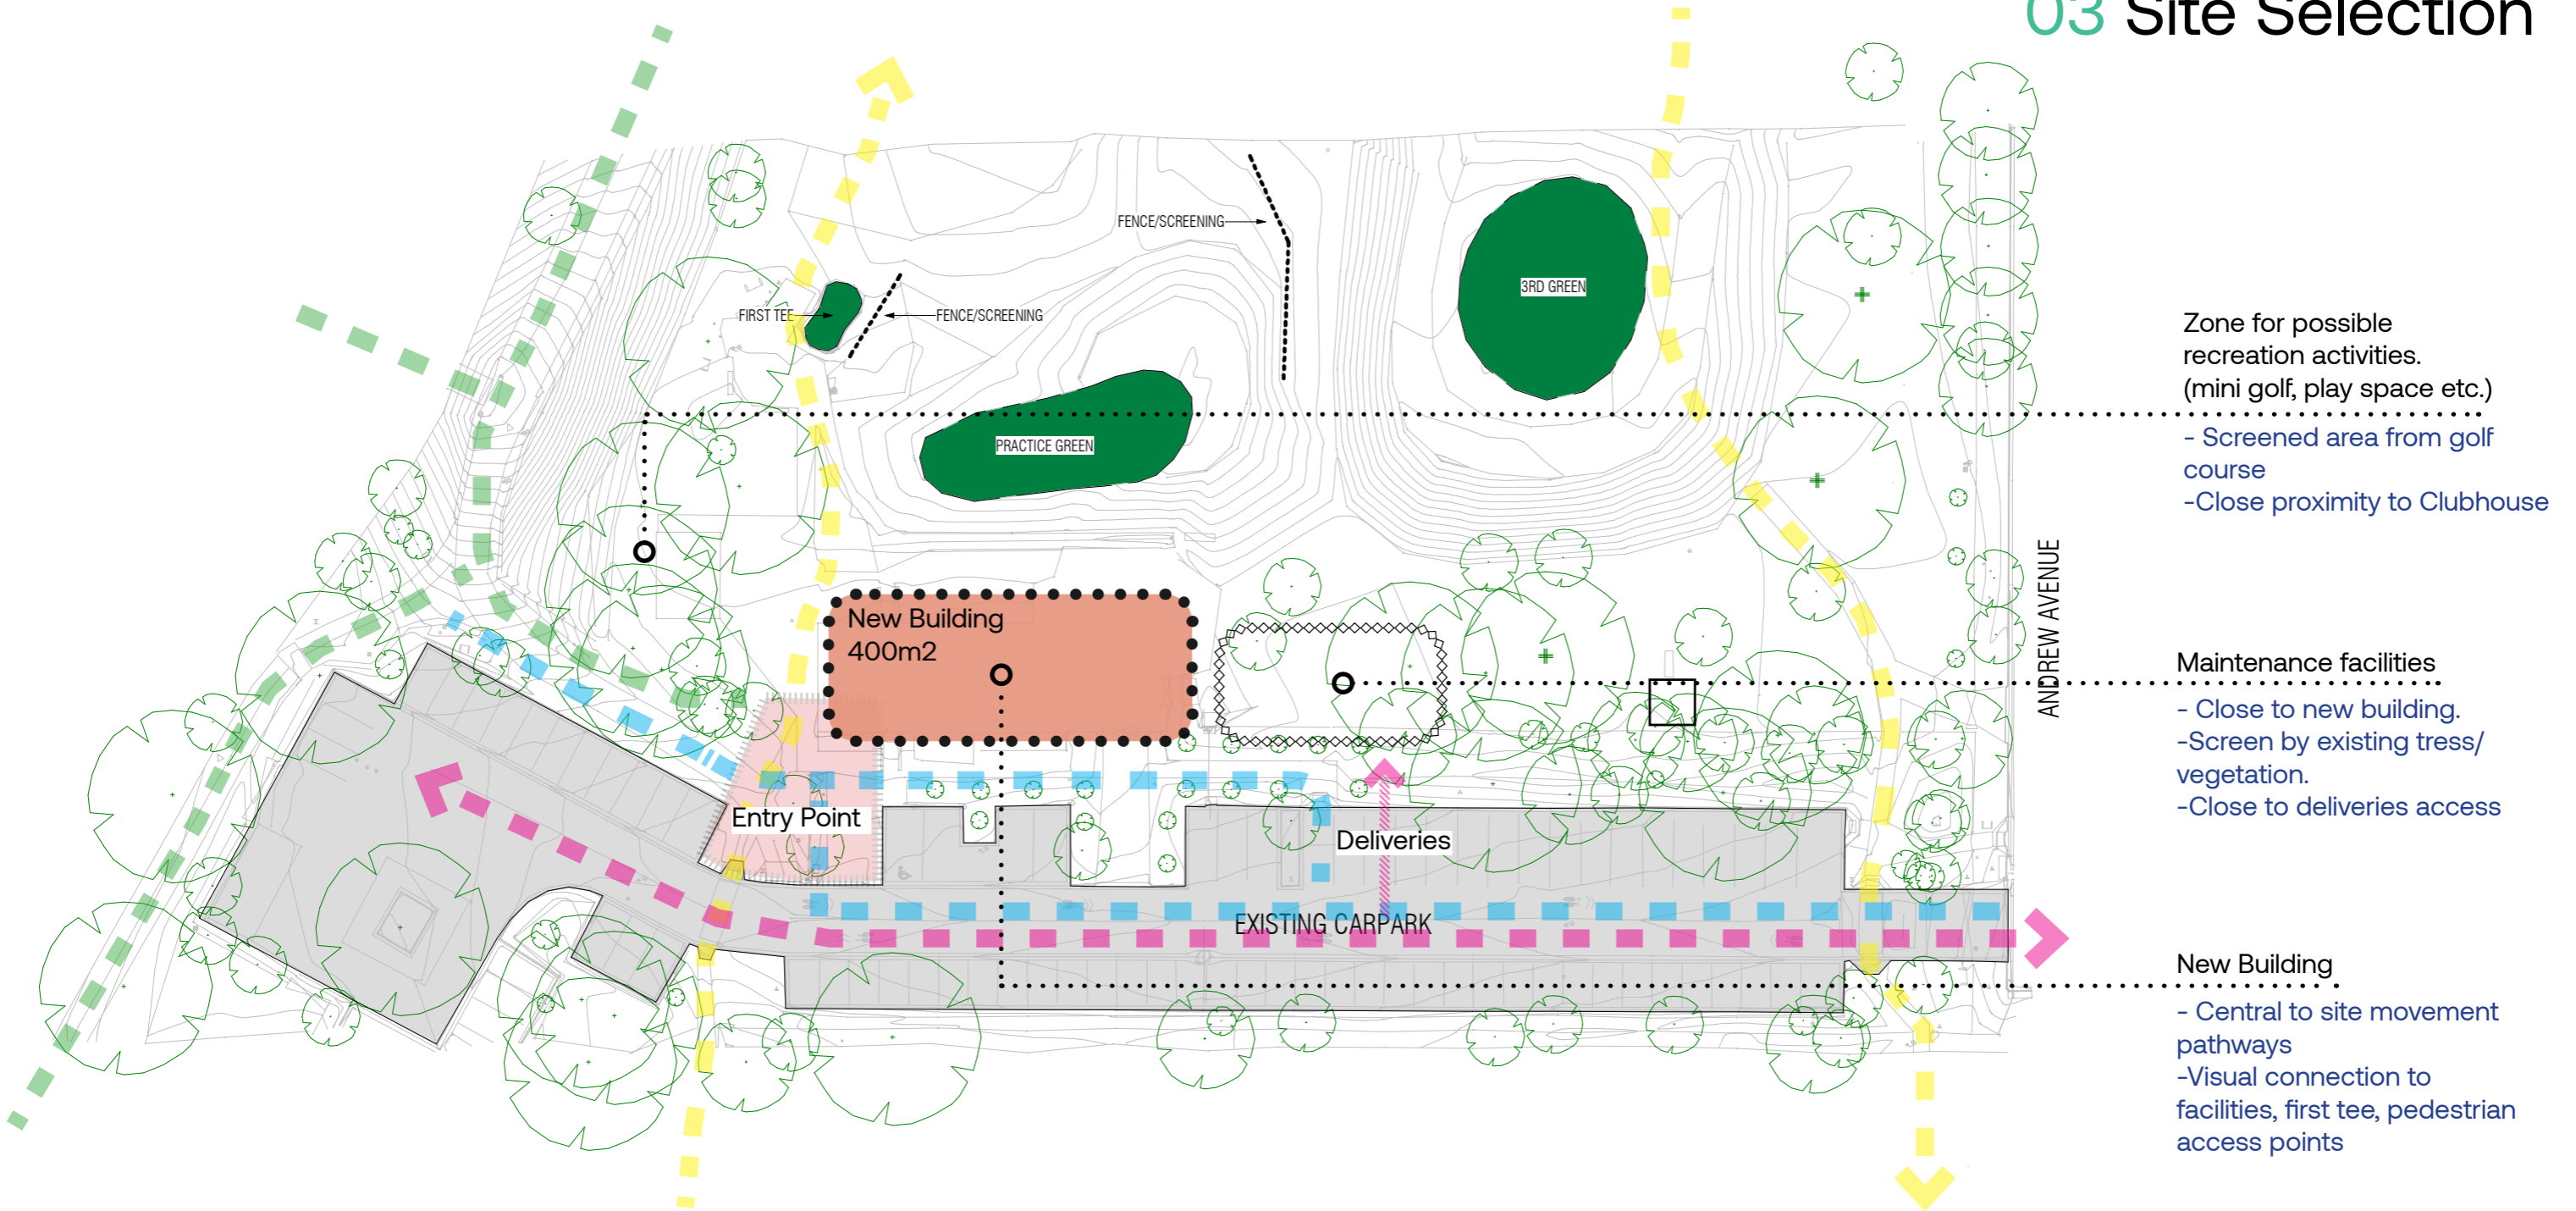 03 Site Selection
FENCE/SCREENING
3RD GREEN
FIRST TEE
FENCE/SCREENING
PRACTICE GREEN
Zone for possible
recreation activities.
(mini golf, play space etc.)
- Screened area from golf
course
-Close proximity to Clubhouse
ANDREW AVENUE
New Building
400m2
Maintenance facilities
- Close to new building.
-Screen by existing tress/
vegetation.
-Close to deliveries access
Entry Point
Deliveries
EXISTING CARPARK
New Building
- Central to site movement
pathways
-Visual connection to
facilities, first tee, pedestrian
access points